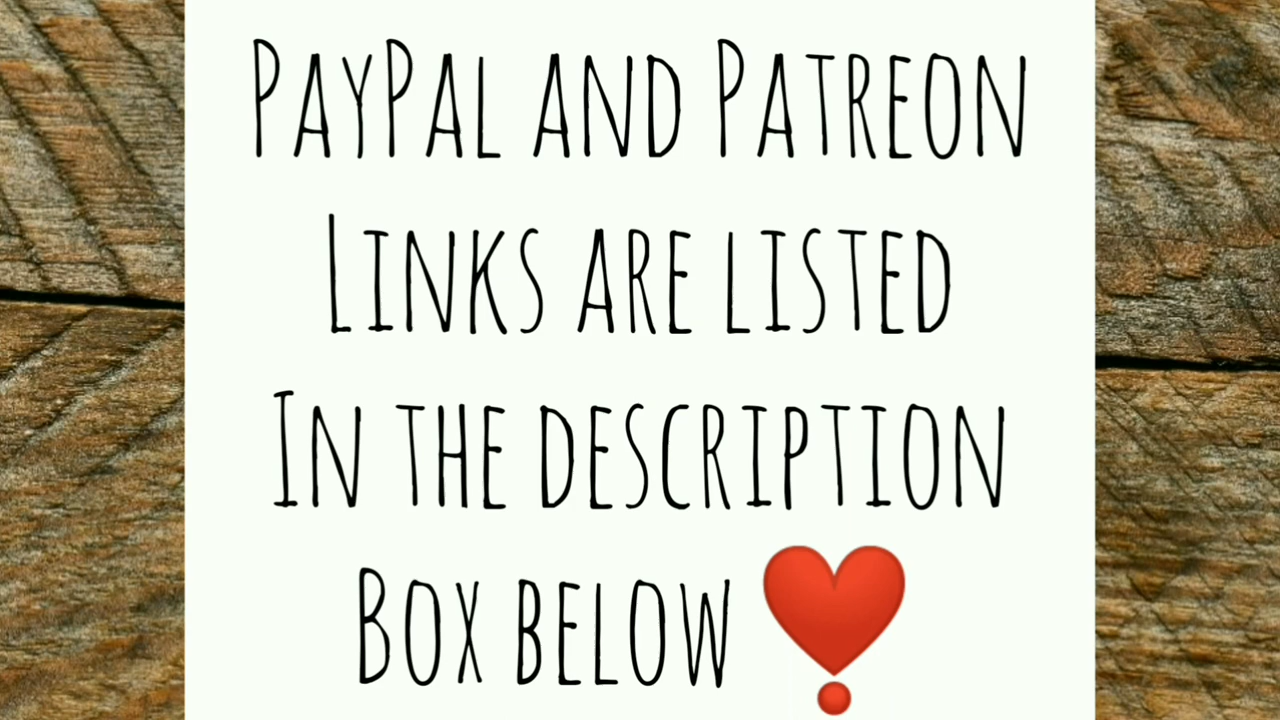 PayPal and Patreon
Links are listed
In the description
Box below ❣